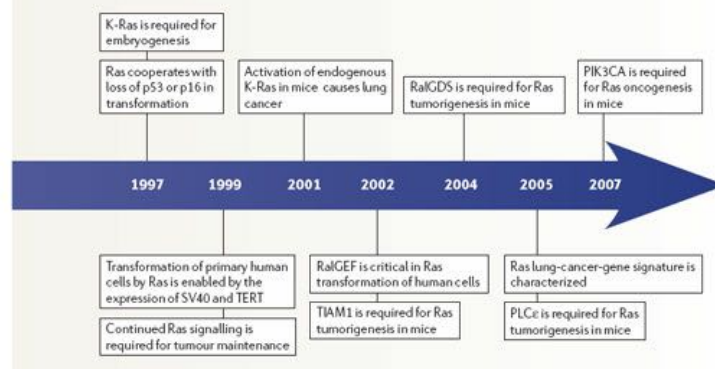 K-Ras is required for
embryogenesis
Ras cooperates with
loss of p53 or p16 in
transformation
Activation of endogenous
K-Ras in mice causes lung
cancer
RalGDS is required for Ras
tumorigenesis in mice
PIK3CA is required
for Ras oncogenesis
in mice
1997 1999 2001 2002 2004 2005 2007
Transformation of primary human
cells by Ras is enabled by the
expression of SV40 and TERT
Continued Ras signalling is
required for tumour maintenance
RalGEF is critical in Ras
transformation of human cells
TIAM1 is required for Ras
tumorigenesis in mice
Ras lung-cancer-gene signature is
characterized
PLCε is required for Ras
tumorigenesis in mice